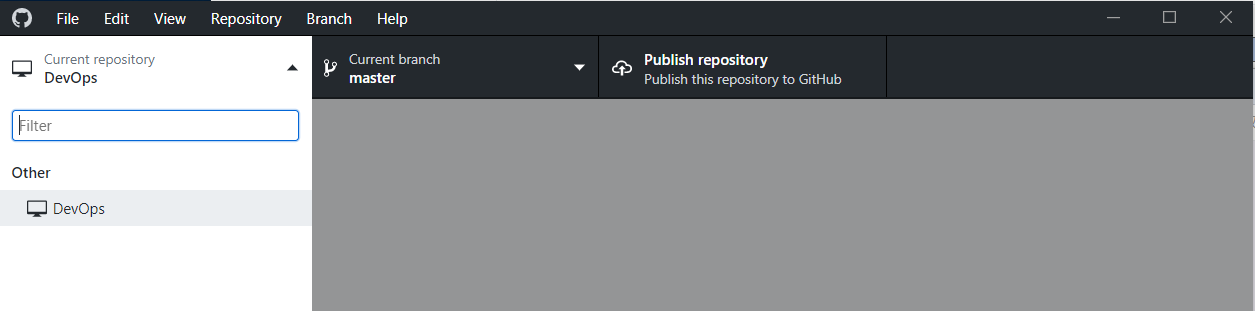 File Edit View Repository Branch Help
Current repository
DevOps
Current branch
master
Publish repository
Publish this repository to GitHub
Filter
Other
DevOps